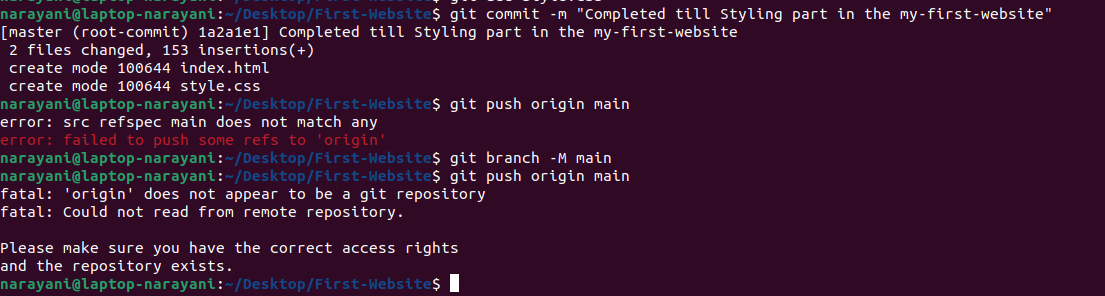 git commit -m "Completed till Styling part in the my-first-website"
[master (root-commit) 1a2a1e1] Completed till Styling part in the my-first-website
 2 files changed, 153 insertions(+)
 create mode 100644 index.html
 create mode 100644 style.css
narayani@laptop-narayani:~/Desktop/First-Website$ git push origin main
error: src refspec main does not match any
error: failed to push some refs to 'origin'
narayani@laptop-narayani:~/Desktop/First-Website$ git branch -M main
narayani@laptop-narayani:~/Desktop/First-Website$ git push origin main
fatal: 'origin' does not appear to be a git repository
fatal: Could not read from remote repository.

Please make sure you have the correct access rights
and the repository exists.
narayani@laptop-narayani:~/Desktop/First-Website$